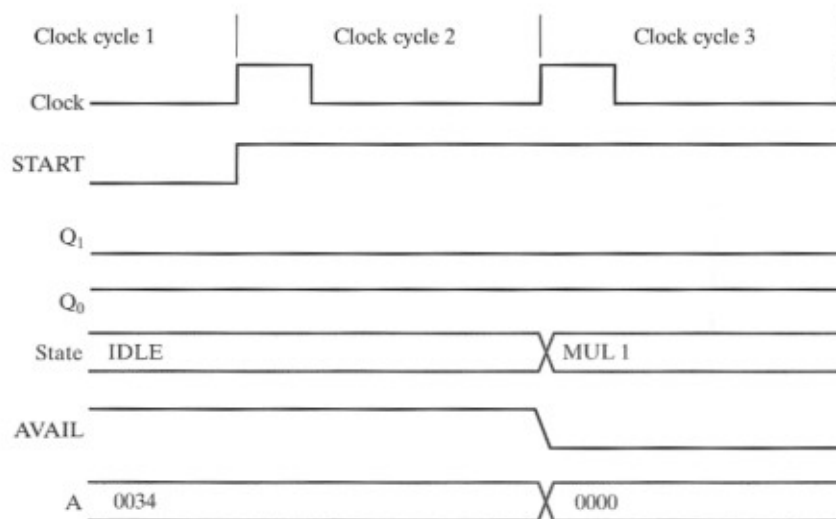 Clock cycle 1 Clock cycle 2 Clock cycle 3
Clock
START
Q₁
Q₀
State IDLE MUL 1
AVAIL
A 0034 0000